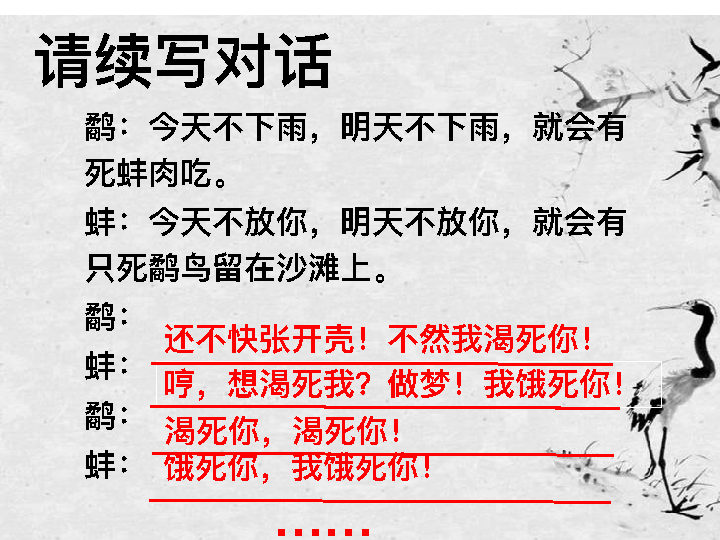 请续写对话
鹬：今天不下雨，明天不下雨，就会有
死蚌肉吃。
蚌：今天不放你，明天不放你，就会有
只死鹬鸟留在沙滩上。
鹬：还不快张开壳！不然我渴死你！
蚌：哼，想渴死我？做梦！我饿死你！
鹬：渴死你，渴死你！
蚌：饿死你，我饿死你！
……